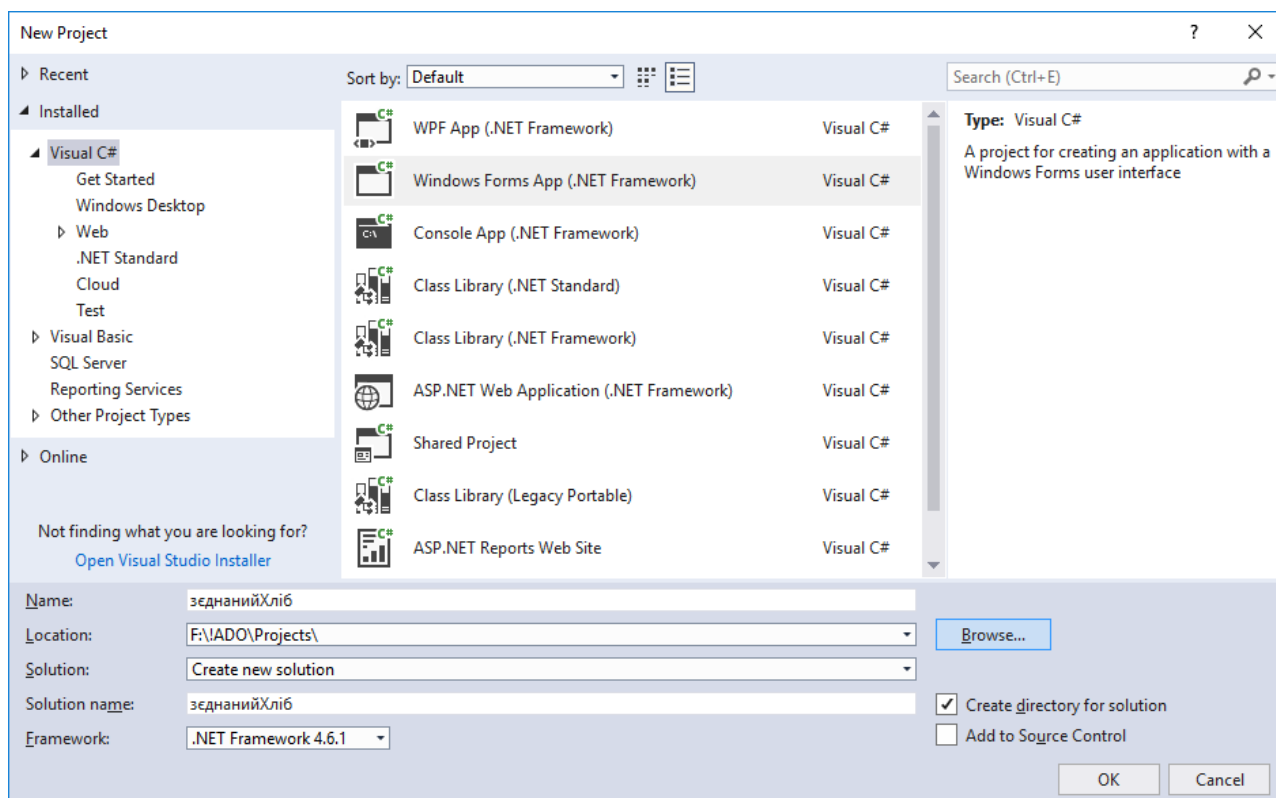 New Project
?
Recent
Installed
Visual C#
Get Started
Windows Desktop
Web
.NET Standard
Cloud
Test
Visual Basic
SQL Server
Reporting Services
Other Project Types
Online
Not finding what you are looking for?
Open Visual Studio Installer
Sort by: Default
C# WPF App (.NET Framework) Visual C#
C# Windows Forms App (.NET Framework) Visual C#
C# C:\ Console App (.NET Framework) Visual C#
C# Class Library (.NET Standard) Visual C#
C# Class Library (.NET Framework) Visual C#
ASP.NET Web Application (.NET Framework) Visual C#
C# Shared Project Visual C#
C# Class Library (Legacy Portable) Visual C#
C# ASP.NET Reports Web Site Visual C#
Search (Ctrl+E)
Type: Visual C#
A project for creating an application with a
Windows Forms user interface
Name: зєднанийХліб
Location: F:\!ADO\Projects\ Browse...
Solution: Create new solution
Solution name: зєднанийХліб Create directory for solution
Framework: .NET Framework 4.6.1 Add to Source Control
OK Cancel